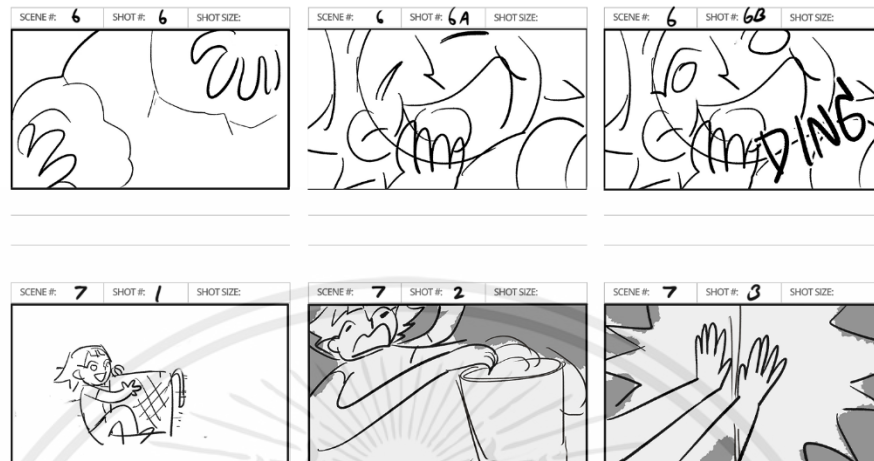 SCENE #: 6 SHOT #: 6 SHOT SIZE:
SCENE #: 6 SHOT #: 6A SHOT SIZE:
SCENE #: 6 SHOT #: 6B SHOT SIZE:
DING
SCENE #: 7 SHOT #: 1 SHOT SIZE:
SCENE #: 7 SHOT #: 2 SHOT SIZE:
SCENE #: 7 SHOT #: 3 SHOT SIZE: